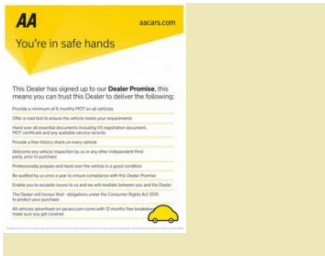 AA
aacars.com
You're in safe hands
This Dealer has signed up to our Dealer Promise, this
means you can trust this Dealer to deliver the following:
Provide a minimum of 6 months MOT on all vehicles
Offer a road test to ensure the vehicle meets your requirements
Hand over all essential documents including V5 registration document,
MOT certificate and any available service records
Provide a free history check on every vehicle
Welcome any vehicle inspection by us or any other independent third
party, prior to purchase
Professionally prepare and hand over the vehicle in a good condition
Be audited by us once a year to ensure compliance with this Dealer Promise
Enable you to escalate issues to us and we will mediate between you and the Dealer
The Dealer will honour their obligations under the Consumer Rights Act 2015
to protect your purchase
All vehicles advertised on aacars.com come with 12 months free breakdown
make sure you get covered